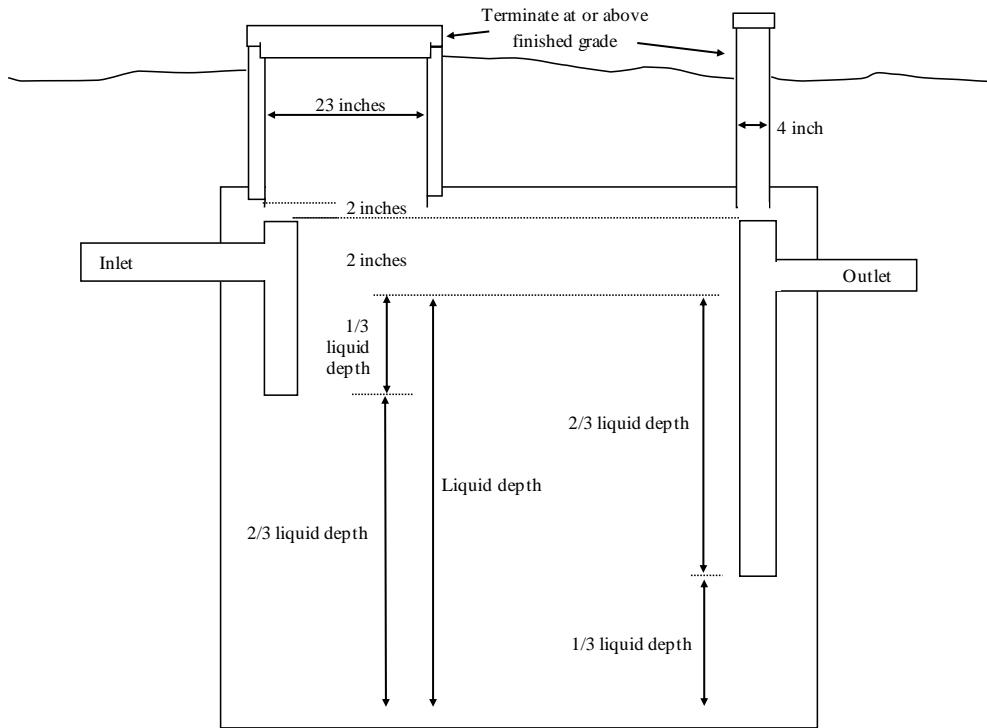 Terminate at or above
finished grade
23 inches
4 inch
2 inches
Inlet
2 inches
Outlet
1/3
liquid
depth
2/3 liquid depth
Liquid depth
2/3 liquid depth
1/3 liquid depth